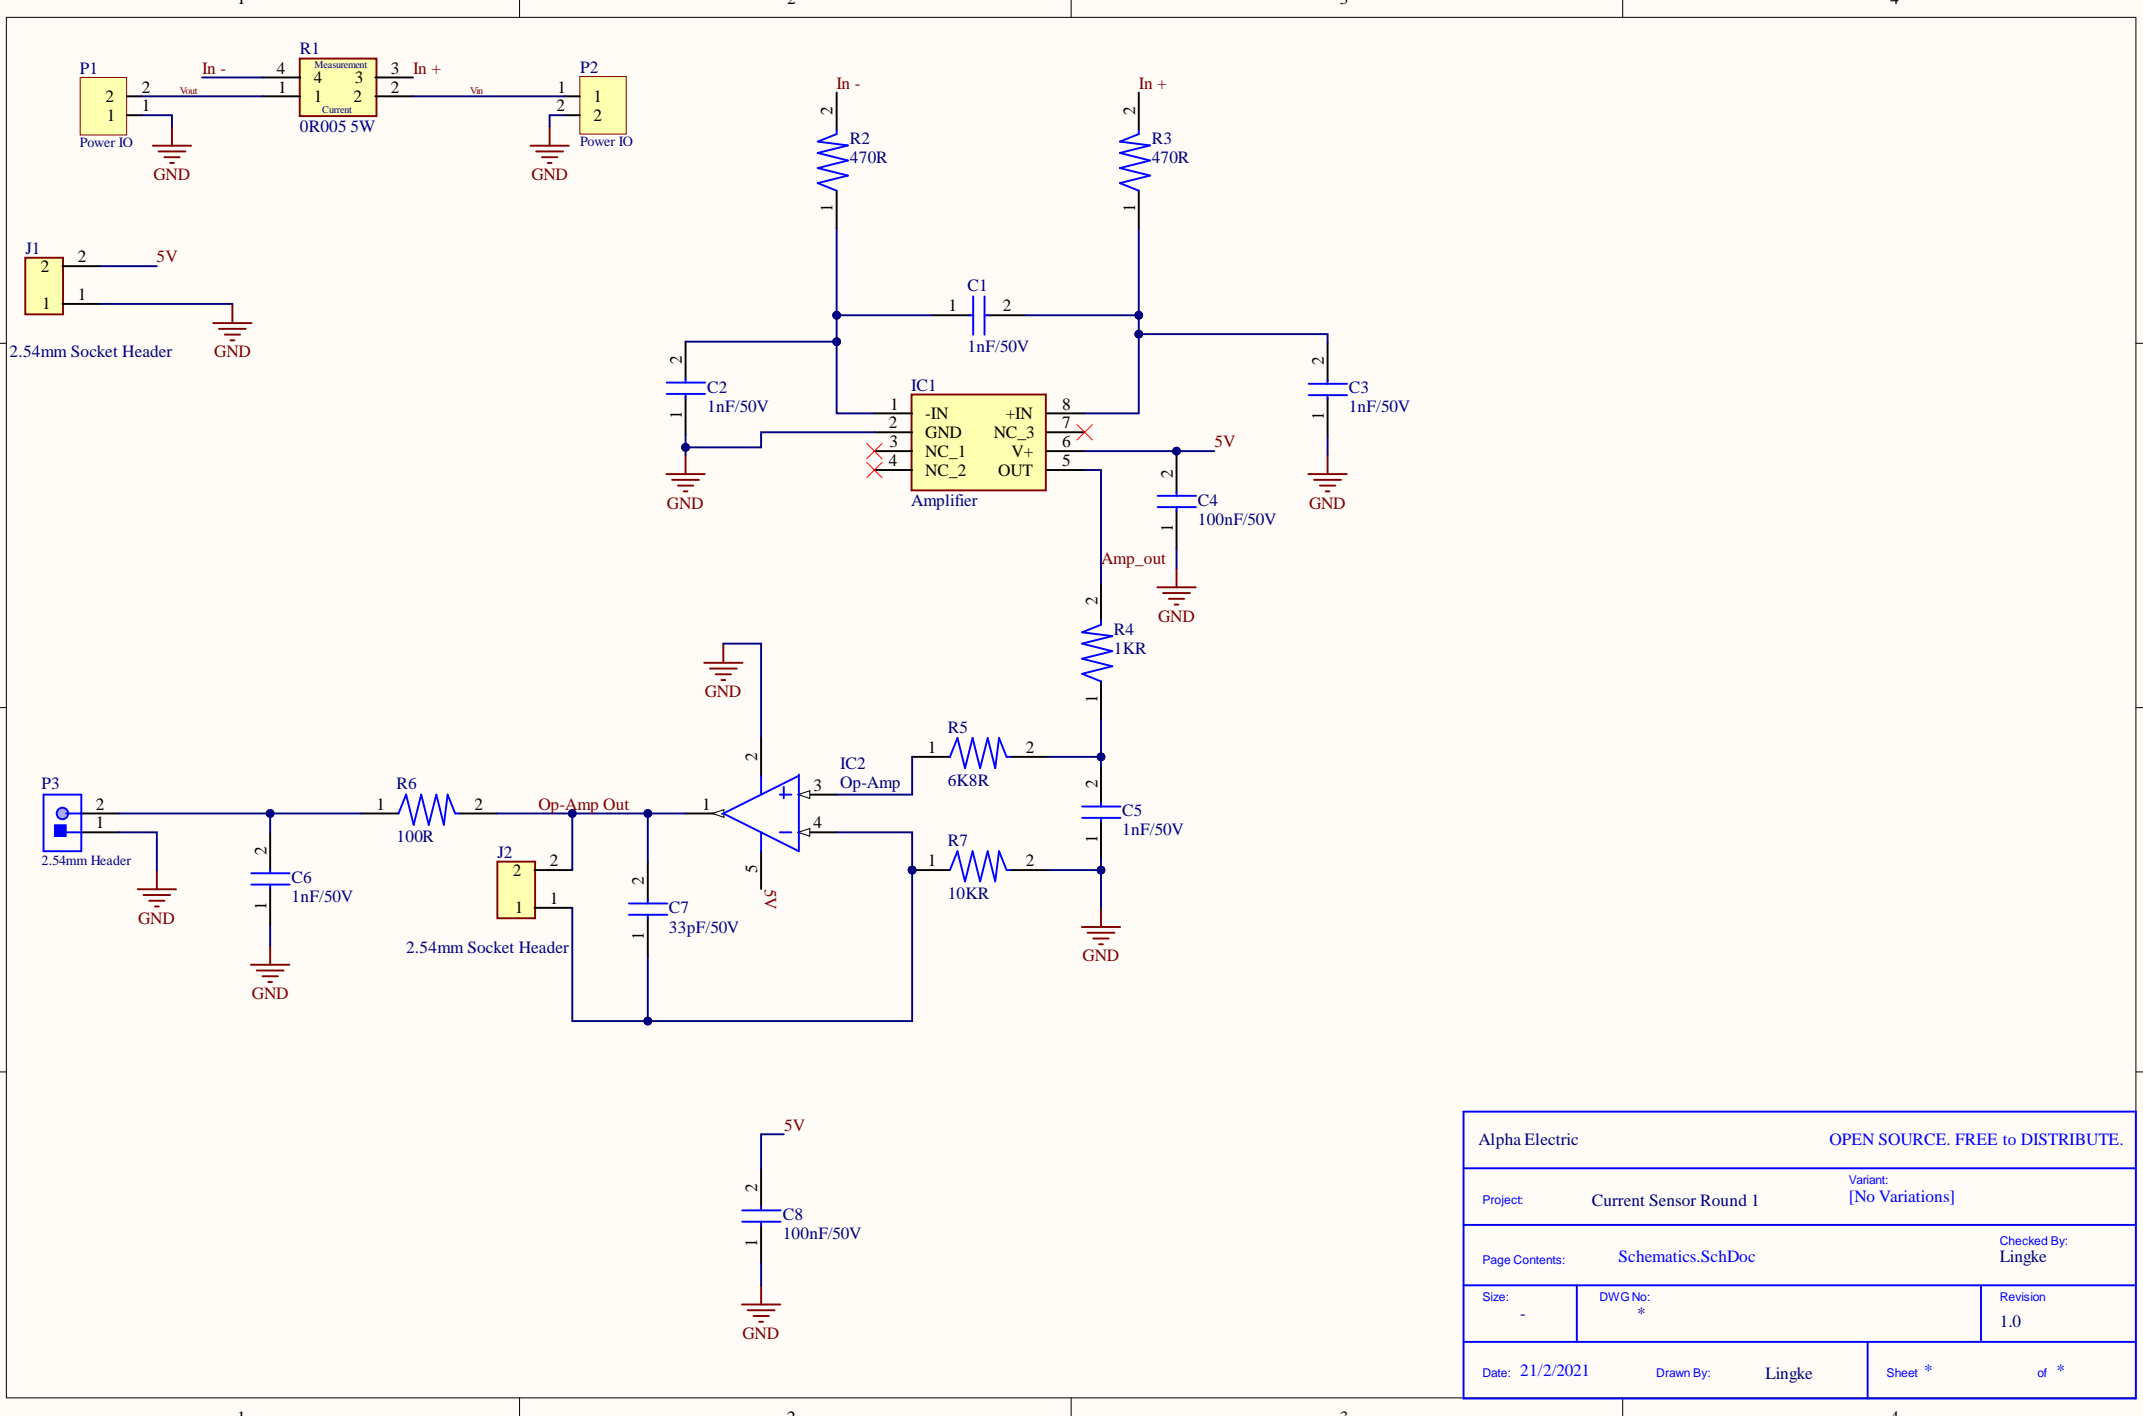 1 2 3 4
P1
2 2
1 1
Power IO
GND
In -
Vout
R1
Measurement
4 4 3 3
1 1 2 2
Current
0R005 5W
In +
Vin
P2
1 1
2 2
Power IO
GND
J1
2 2 5V
1 1
2.54mm Socket Header
GND
In -
2
R2
470R
1
In +
2
R3
470R
1
C1
1 2
1nF/50V
2
C2
1nF/50V
1
GND
IC1
1 -IN +IN 8
2 GND NC_3 7
3 NC_1 V+ 6
4 NC_2 OUT 5
Amplifier
5V
2
C3
1nF/50V
1
GND
2
C4
100nF/50V
1
GND
Amp_out
2
R4
1KR
1
GND
2
IC2
Op-Amp
3
4
1
5
5V
R5
1 2
6K8R
2
C5
1nF/50V
1
R7
1 2
10KR
GND
P3
2
1
2.54mm Header
GND
2
C6
1nF/50V
1
GND
R6
1 2
100R
Op-Amp Out
J2
2 2
1 1
2.54mm Socket Header
2
C7
33pF/50V
1
5V
2
C8
100nF/50V
1
GND
Alpha Electric OPEN SOURCE. FREE to DISTRIBUTE.
Project: Current Sensor Round 1 Variant:
[No Variations]
Page Contents: Schematics.SchDoc Checked By:
Lingke
Size: - DWG No: * Revision
1.0
Date: 21/2/2021 Drawn By: Lingke Sheet * of *
1 2 3 4